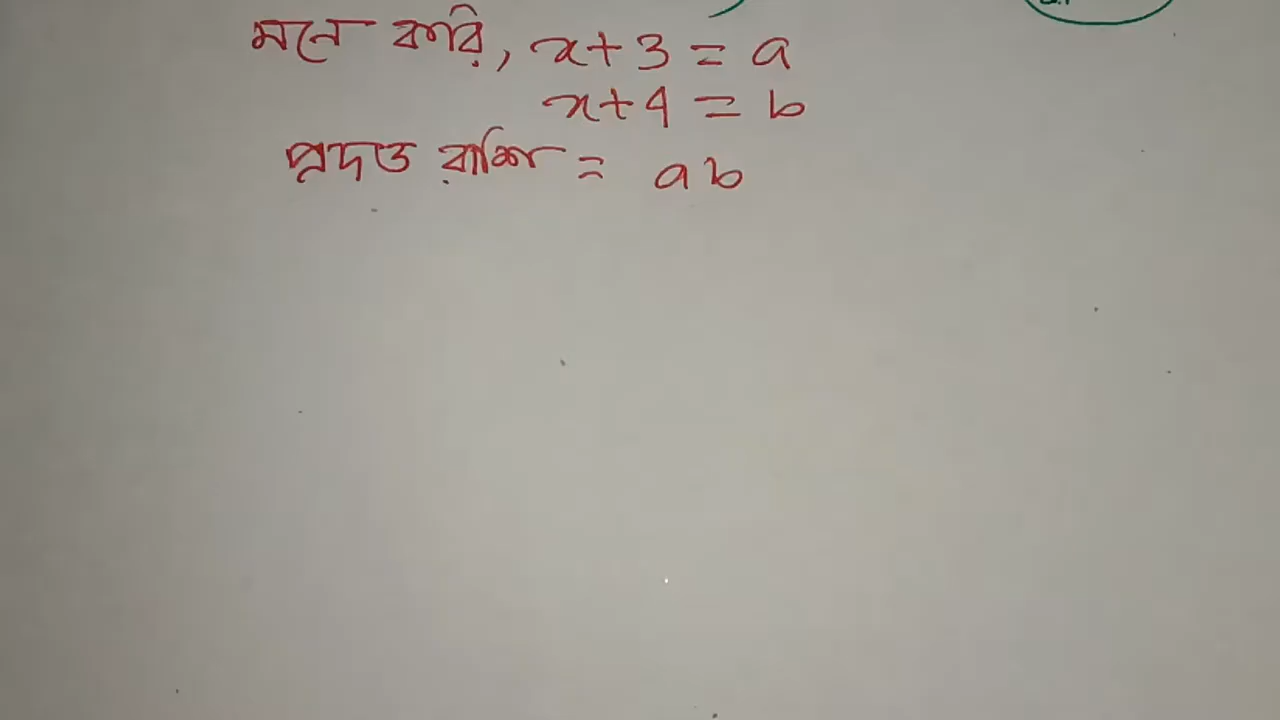 মনে করি, x+3 = a
x+4 = b
প্রদত্ত রাশি = ab